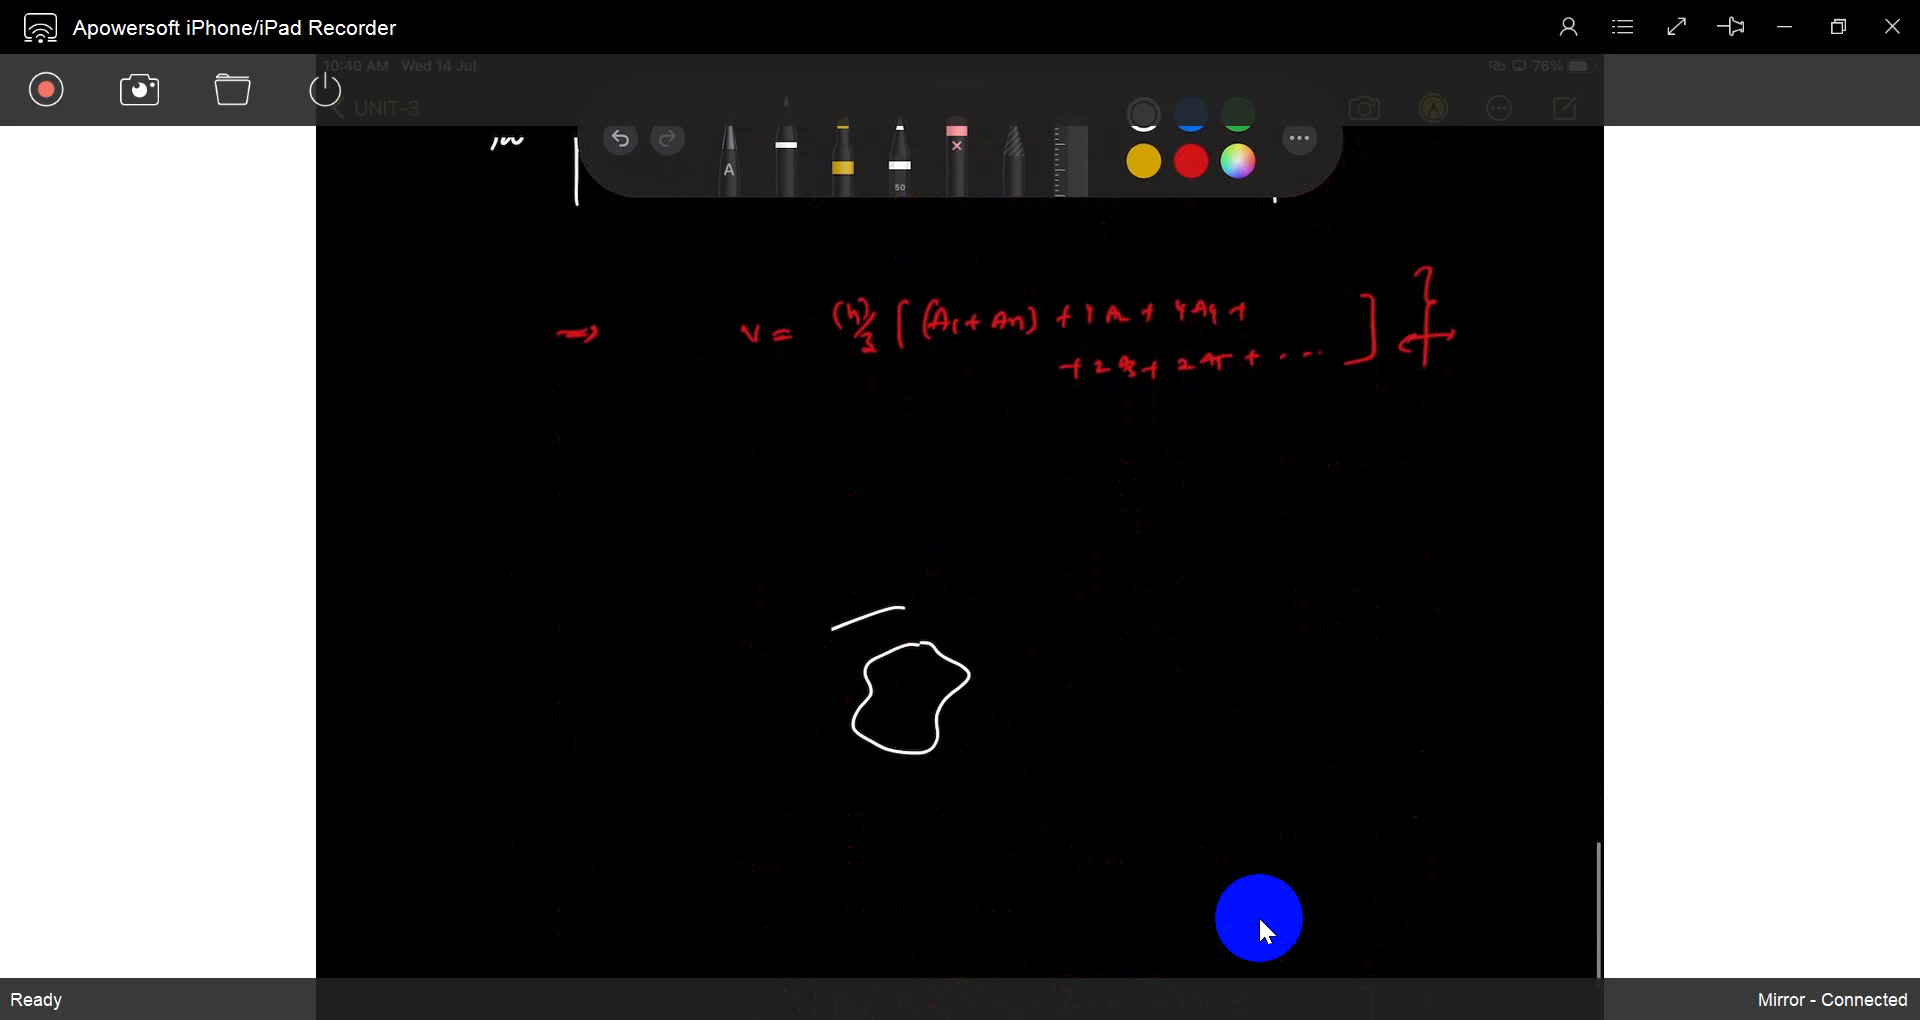 Apowersoft iPhone/iPad Recorder
10:40 AM Wed 14 Jul
76%
UNIT-3
A
50
⇒ V = (h)/3 [(A1 + An) + 4A2 + 4A4 +
+ 2A3 + 2A5 + ... ]
Ready
Mirror - Connected